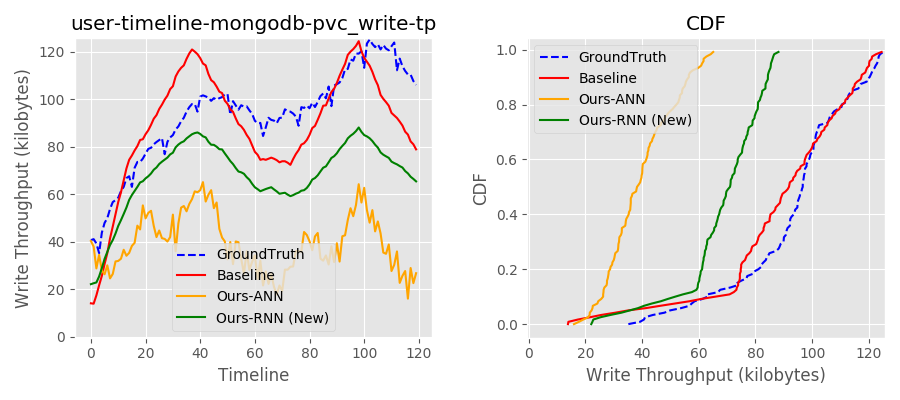 user-timeline-mongodb-pvc_write-tp
120
100
80
60
40
20
0
Write Throughput (kilobytes)
GroundTruth
Baseline
Ours-ANN
Ours-RNN (New)
0 20 40 60 80 100 120
Timeline
CDF
1.0
0.8
0.6
0.4
0.2
0.0
CDF
GroundTruth
Baseline
Ours-ANN
Ours-RNN (New)
0 20 40 60 80 100 120
Write Throughput (kilobytes)